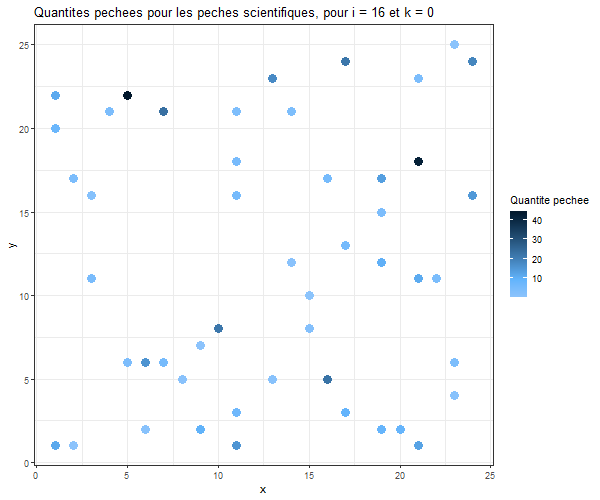 Quantites pechees pour les peches scientifiques, pour i = 16 et k = 0
25
20
15
10
5
0
y
0 5 10 15 20 25
x
Quantite pechee
40
30
20
10